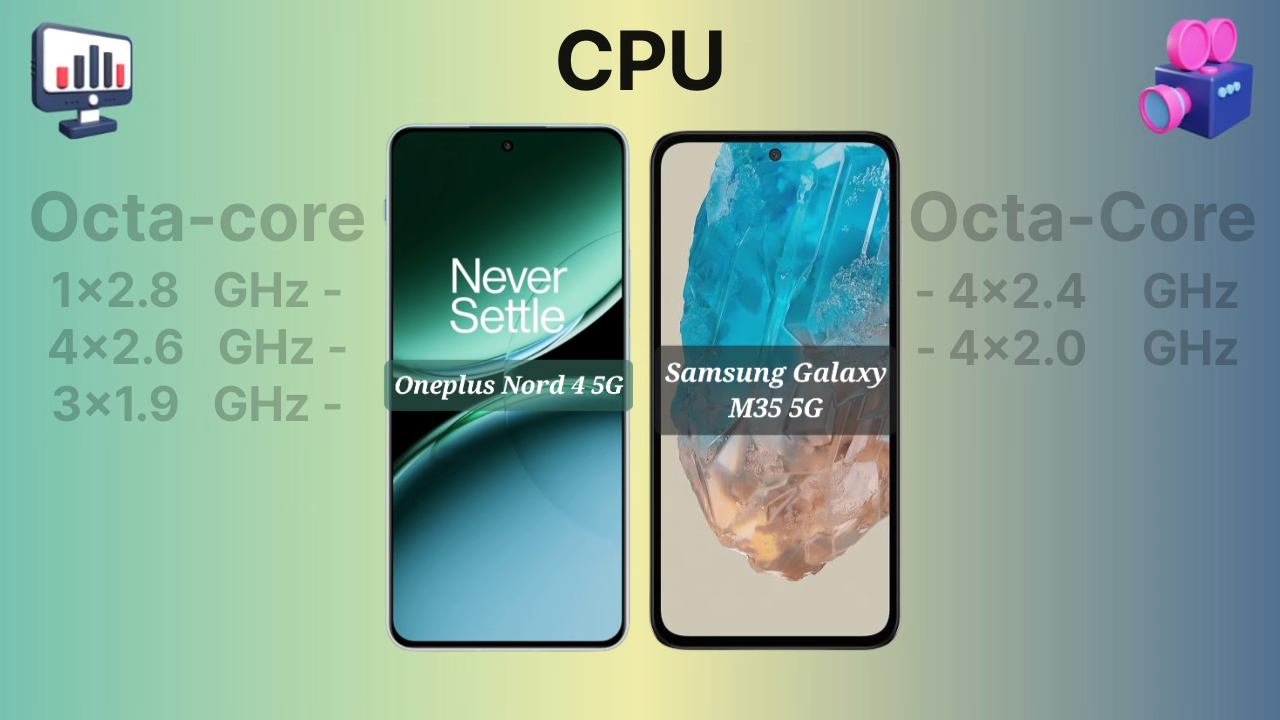 CPU
Octa-core
1×2.8 GHz -
4×2.6 GHz -
3×1.9 GHz -
Never
Settle
Oneplus Nord 4 5G
Samsung Galaxy
M35 5G
Octa-Core
- 4×2.4 GHz
- 4×2.0 GHz